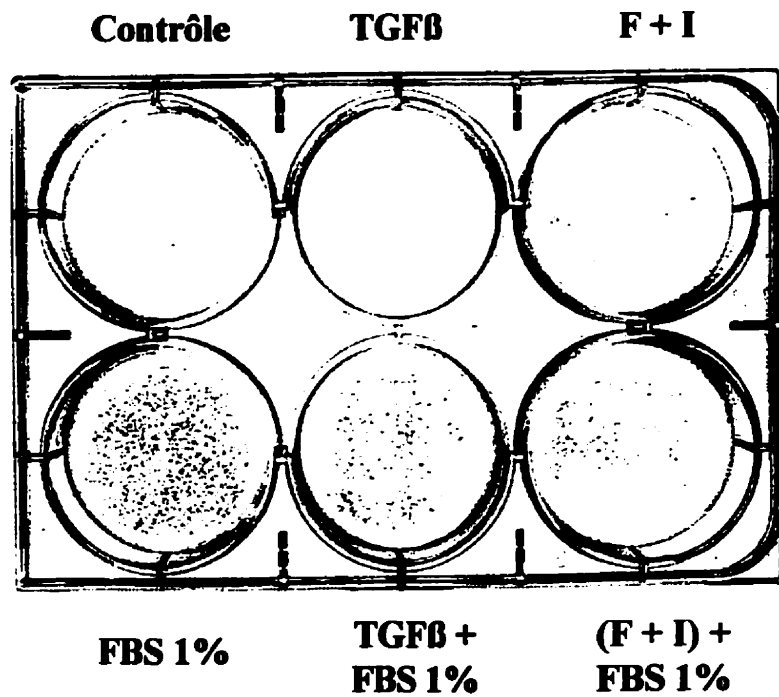 Contrôle TGFß F + I
FBS 1% TGFß + FBS 1% (F + I) + FBS 1%